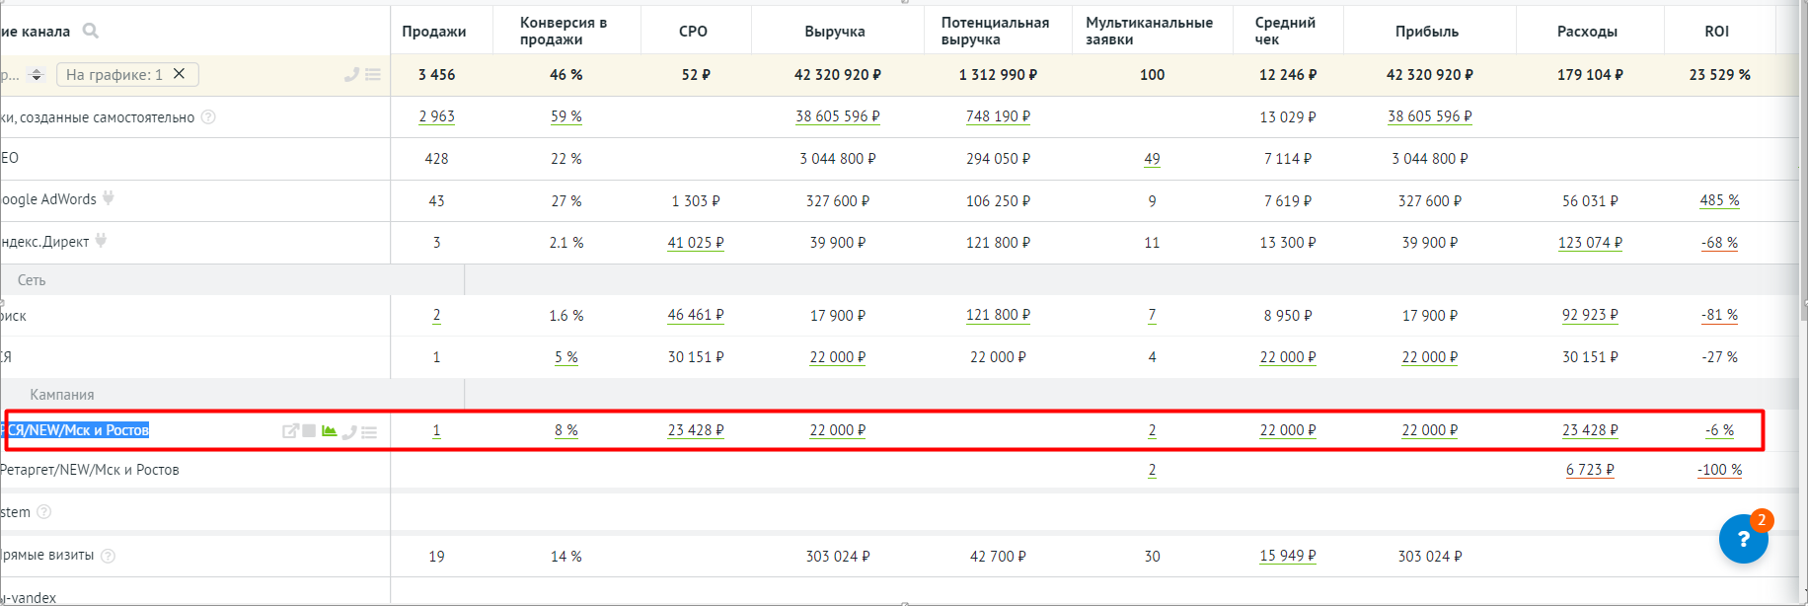 ие канала Продажи Конверсия в продажи CPO Выручка Потенциальная выручка Мультиканальные заявки Средний чек Прибыль Расходы ROI
р... На графике: 1 ✕ 3 456 46 % 52 ₽ 42 320 920 ₽ 1 312 990 ₽ 100 12 246 ₽ 42 320 920 ₽ 179 104 ₽ 23 529 %
ки, созданные самостоятельно ? 2 963 59 % 38 605 596 ₽ 748 190 ₽ 13 029 ₽ 38 605 596 ₽
EO 428 22 % 3 044 800 ₽ 294 050 ₽ 49 7 114 ₽ 3 044 800 ₽
oogle AdWords 43 27 % 1 303 ₽ 327 600 ₽ 106 250 ₽ 9 7 619 ₽ 327 600 ₽ 56 031 ₽ 485 %
ндекс.Директ 3 2.1 % 41 025 ₽ 39 900 ₽ 121 800 ₽ 11 13 300 ₽ 39 900 ₽ 123 074 ₽ -68 %
Сеть
оиск 2 1.6 % 46 461 ₽ 17 900 ₽ 121 800 ₽ 7 8 950 ₽ 17 900 ₽ 92 923 ₽ -81 %
СЯ 1 5 % 30 151 ₽ 22 000 ₽ 22 000 ₽ 4 22 000 ₽ 22 000 ₽ 30 151 ₽ -27 %
Кампания
РСЯ/NEW/Мск и Ростов 1 8 % 23 428 ₽ 22 000 ₽ 2 22 000 ₽ 22 000 ₽ 23 428 ₽ -6 %
Ретаргет/NEW/Мск и Ростов 2 6 723 ₽ -100 %
stem ?
Прямые визиты ? 19 14 % 303 024 ₽ 42 700 ₽ 30 15 949 ₽ 303 024 ₽
ы-yandex
? 2